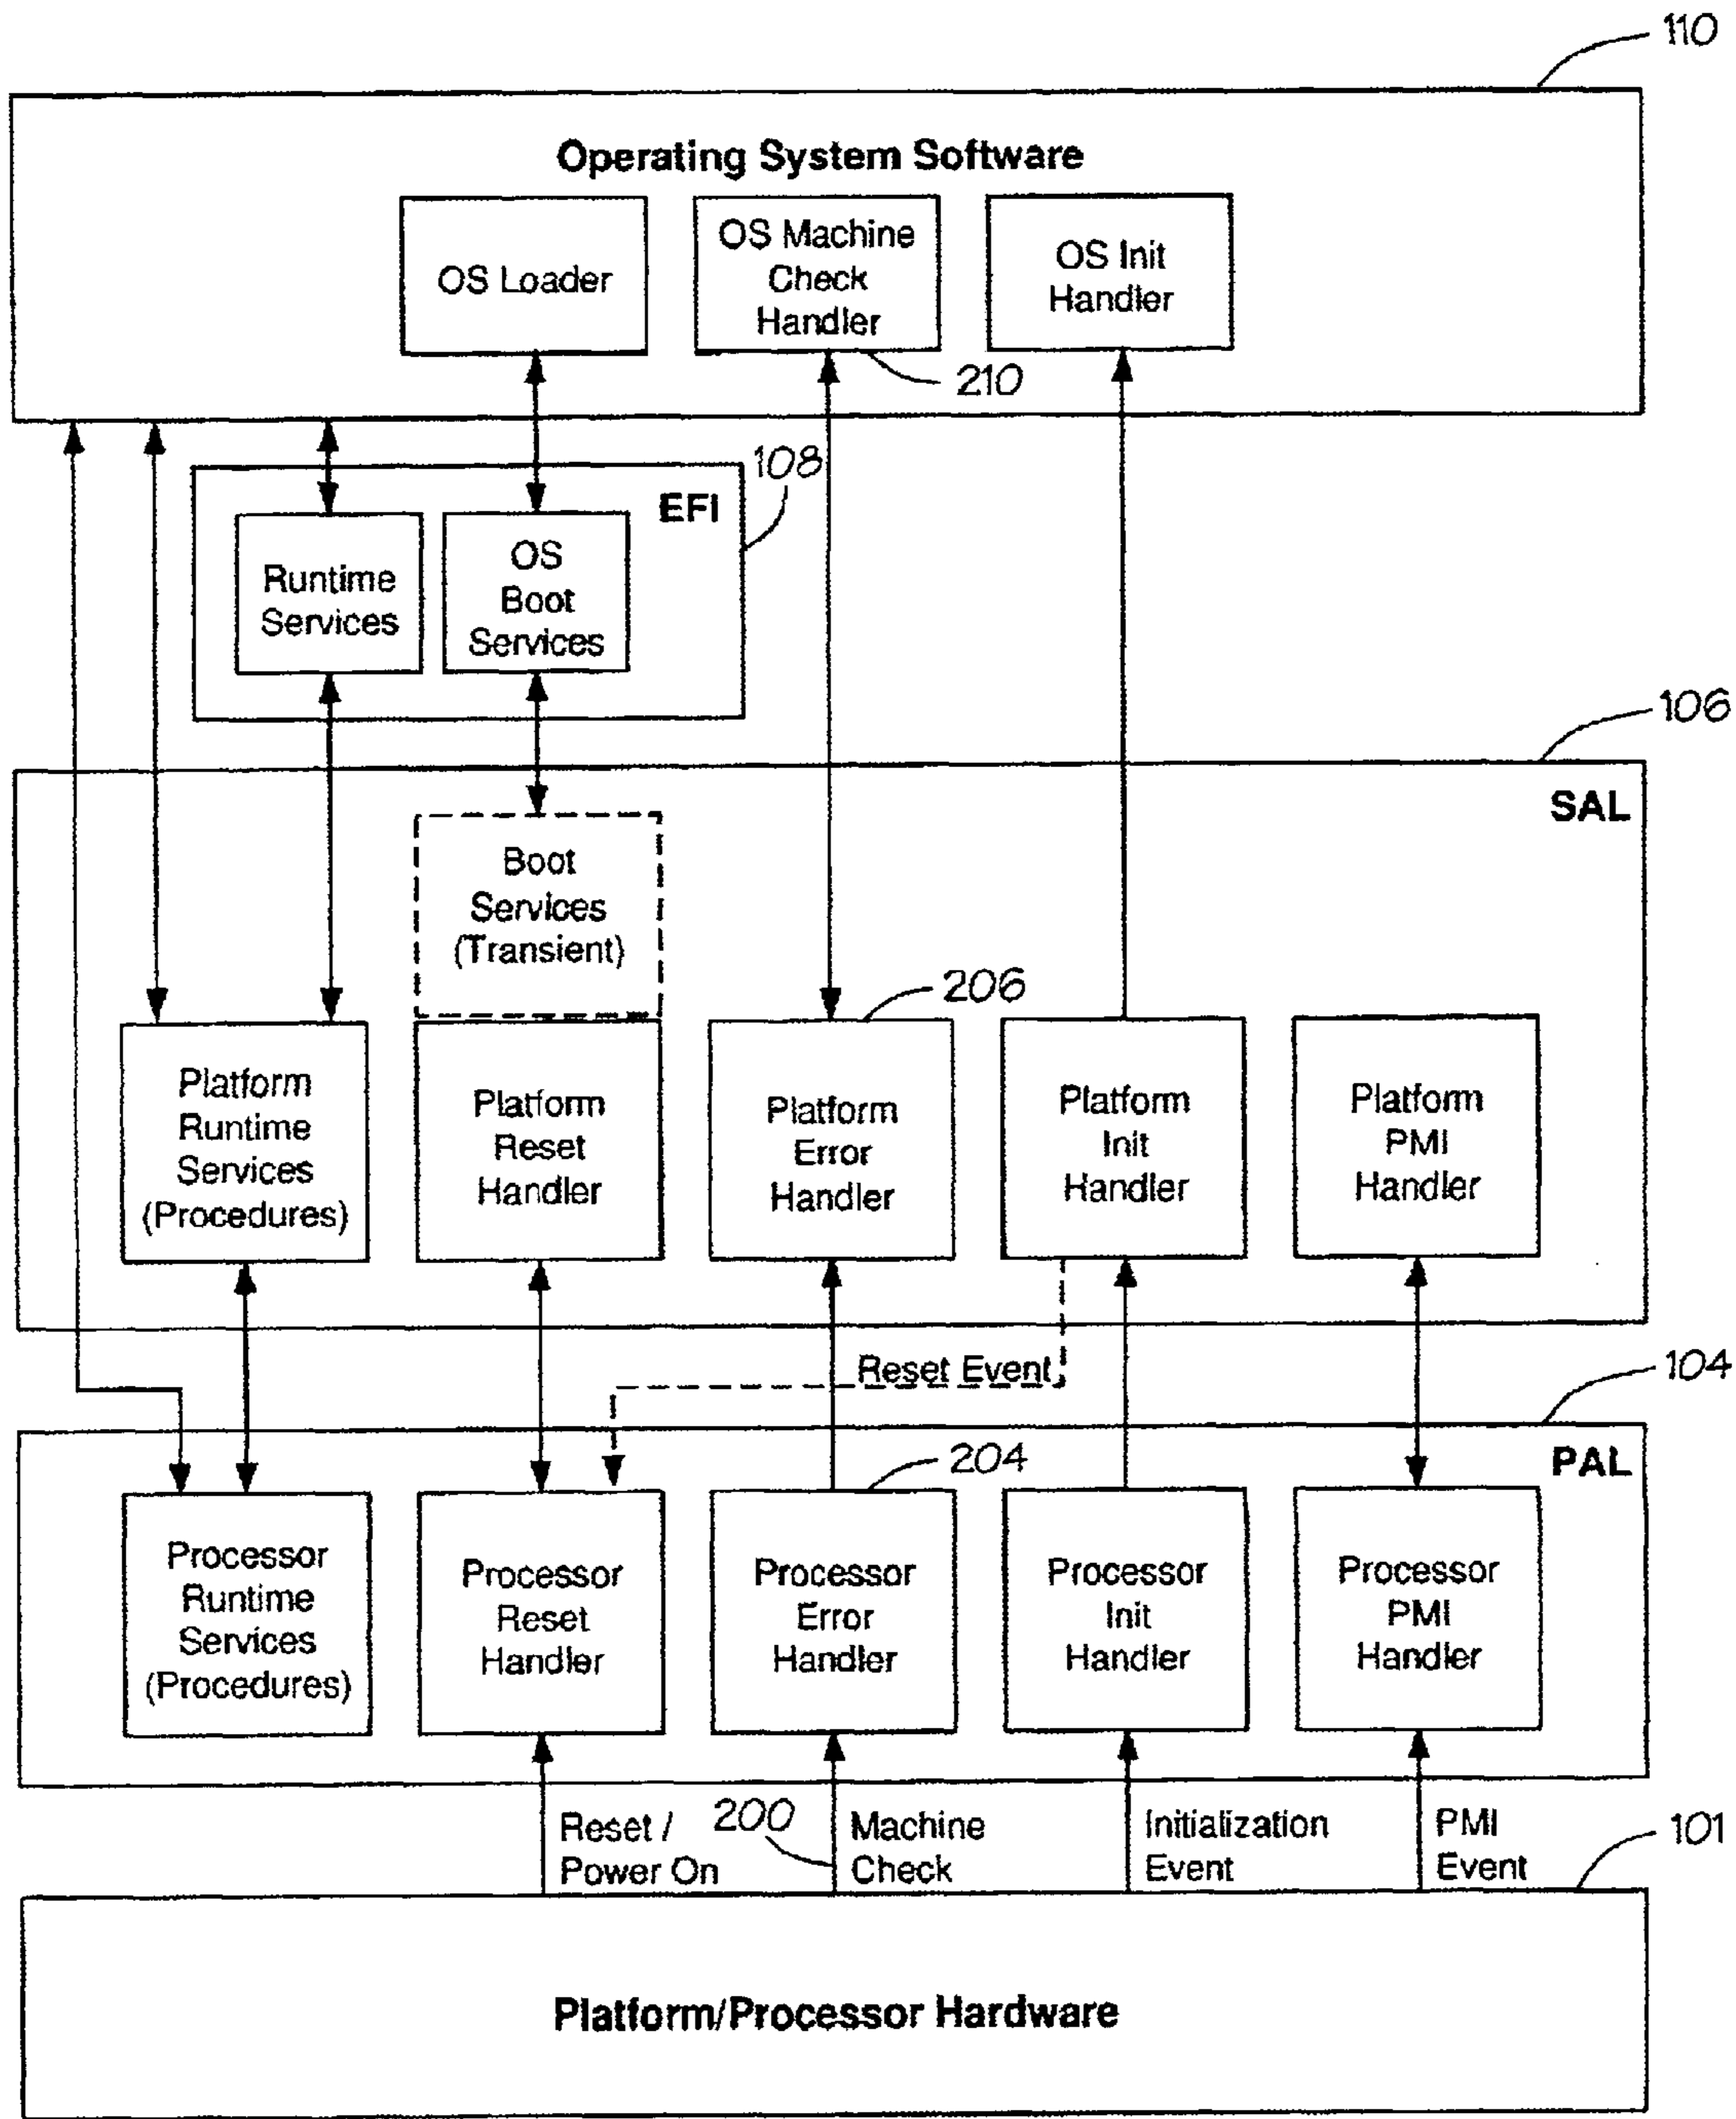 110
Operating System Software
OS Loader
OS Machine
Check
Handler
OS Init
Handler
210
108
EFI
Runtime
Services
OS
Boot
Services
106
SAL
Boot
Services
(Transient)
206
Platform
Runtime
Services
(Procedures)
Platform
Reset
Handler
Platform
Error
Handler
Platform
Init
Handler
Platform
PMI
Handler
Reset Event
104
PAL
204
Processor
Runtime
Services
(Procedures)
Processor
Reset
Handler
Processor
Error
Handler
Processor
Init
Handler
Processor
PMI
Handler
Reset /
Power On
200
Machine
Check
Initialization
Event
PMI
Event
101
Platform/Processor Hardware